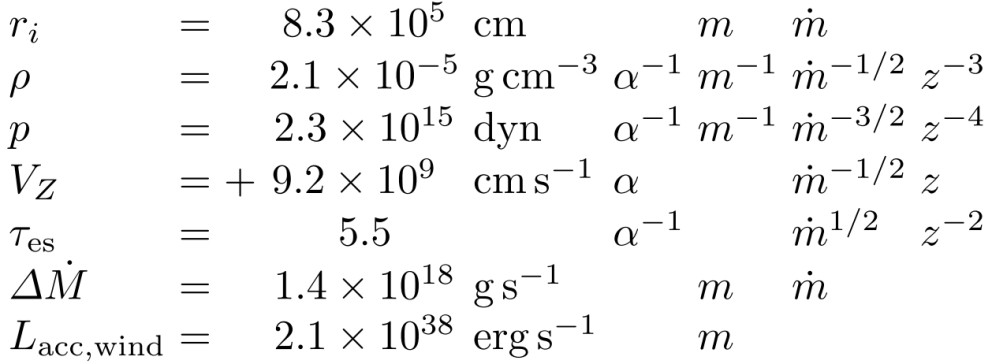 r_i = 8.3 × 10^5 cm m ṁ
ρ = 2.1 × 10^−5 g cm^−3 α^−1 m^−1 ṁ^−1/2 z^−3
p = 2.3 × 10^15 dyn α^−1 m^−1 ṁ^−3/2 z^−4
V_Z = + 9.2 × 10^9 cm s^−1 α ṁ^−1/2 z
τ_es = 5.5 α^−1 ṁ^1/2 z^−2
ΔṀ = 1.4 × 10^18 g s^−1 m ṁ
L_acc,wind = 2.1 × 10^38 erg s^−1 m